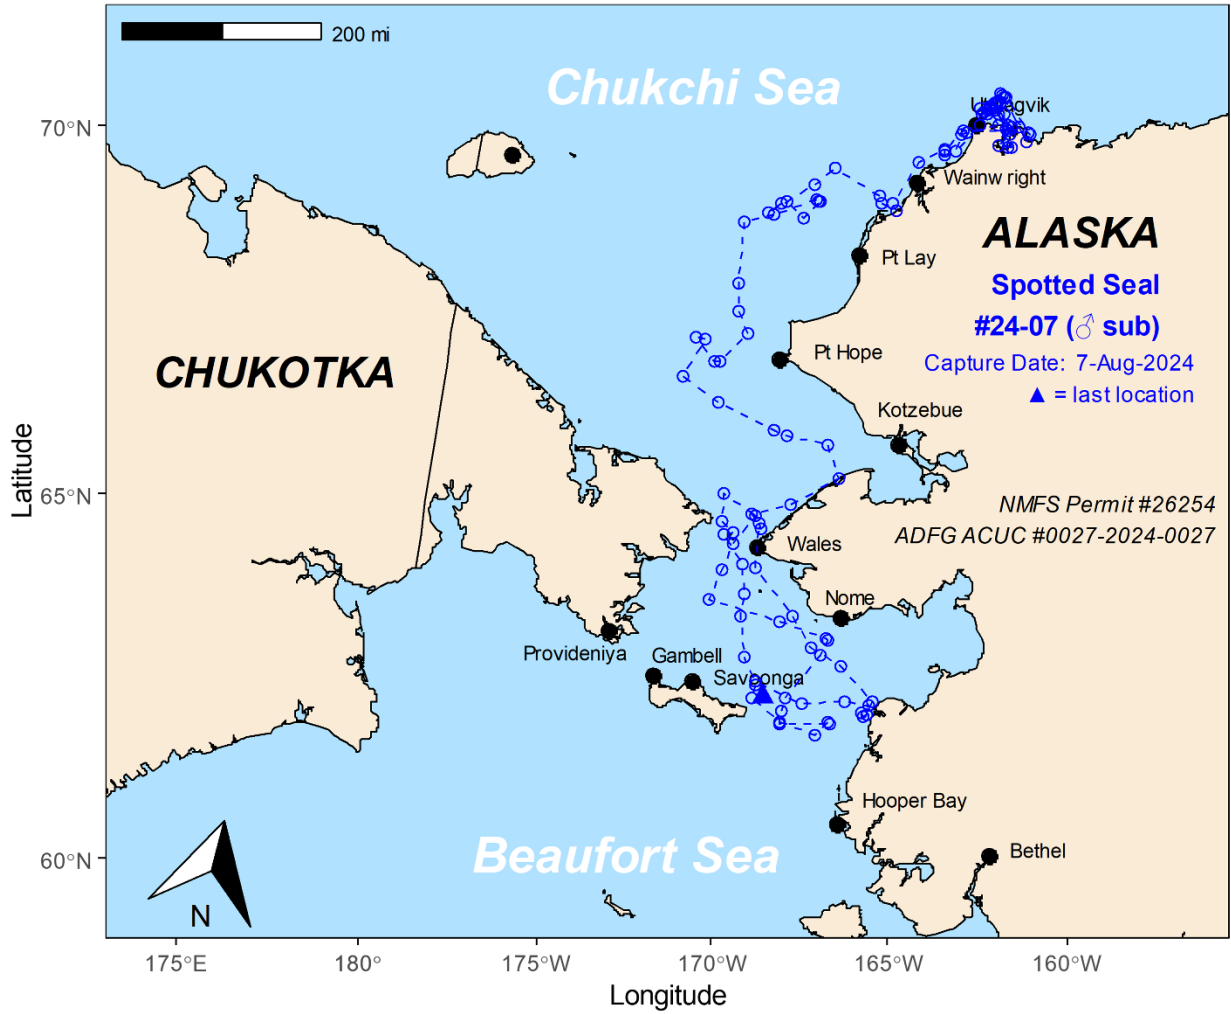 200 mi
Chukchi Sea
Utqiagvik
Wainw right
ALASKA
Pt Lay
Spotted Seal
#24-07 (♂ sub)
Pt Hope
Capture Date: 7-Aug-2024
▲ = last location
CHUKOTKA
Kotzebue
NMFS Permit #26254
ADFG ACUC #0027-2024-0027
Wales
Nome
Provideniya
Gambell
Savoonga
Hooper Bay
Beaufort Sea
Bethel
N
70°N
65°N
60°N
Latitude
175°E
180°
175°W
170°W
165°W
160°W
Longitude